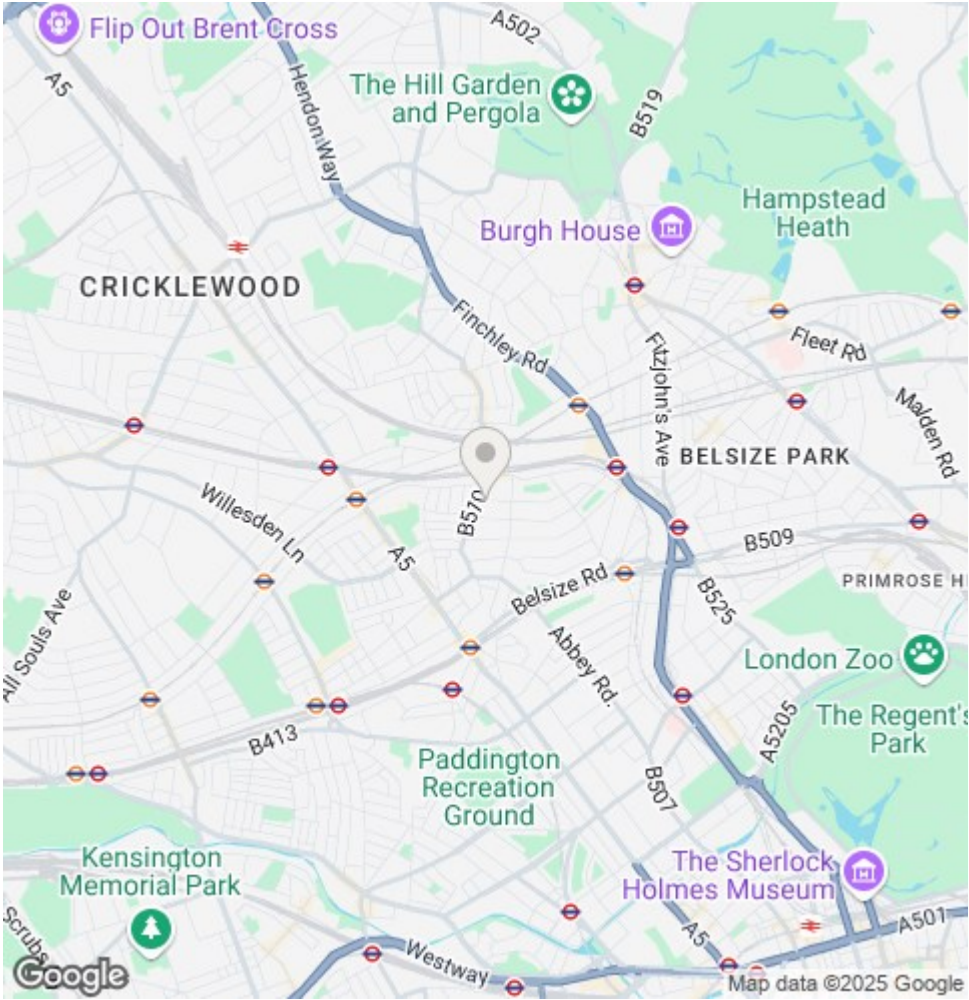 Flip Out Brent Cross
A502
A5
Hendon Way
The Hill Garden
and Pergola
B519
Hampstead
Heath
Burgh House
CRICKLEWOOD
Finchley Rd
Fitzjohn's Ave
Fleet Rd
Malden Rd
BELSIZE PARK
B510
Willesden Ln
A5
B509
Belsize Rd
B525
PRIMROSE HI
All Souls Ave
Abbey Rd.
London Zoo
The Regent's
Park
A5205
B413
Paddington
Recreation
Ground
B507
Kensington
Memorial Park
The Sherlock
Holmes Museum
Scrubs
A501
A5
Westway
Google
Map data ©2025 Google